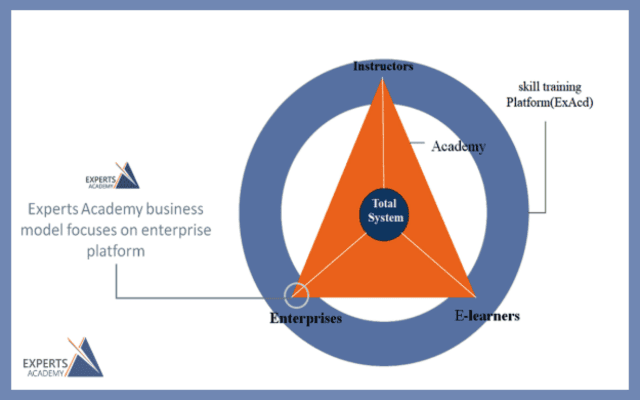 Instructors
skill training
Platform(ExAcd)
Academy
EXPERTS
ACADEMY
Experts Academy business
model focuses on enterprise
platform
Total
System
Enterprises
E-learners
EXPERTS
ACADEMY